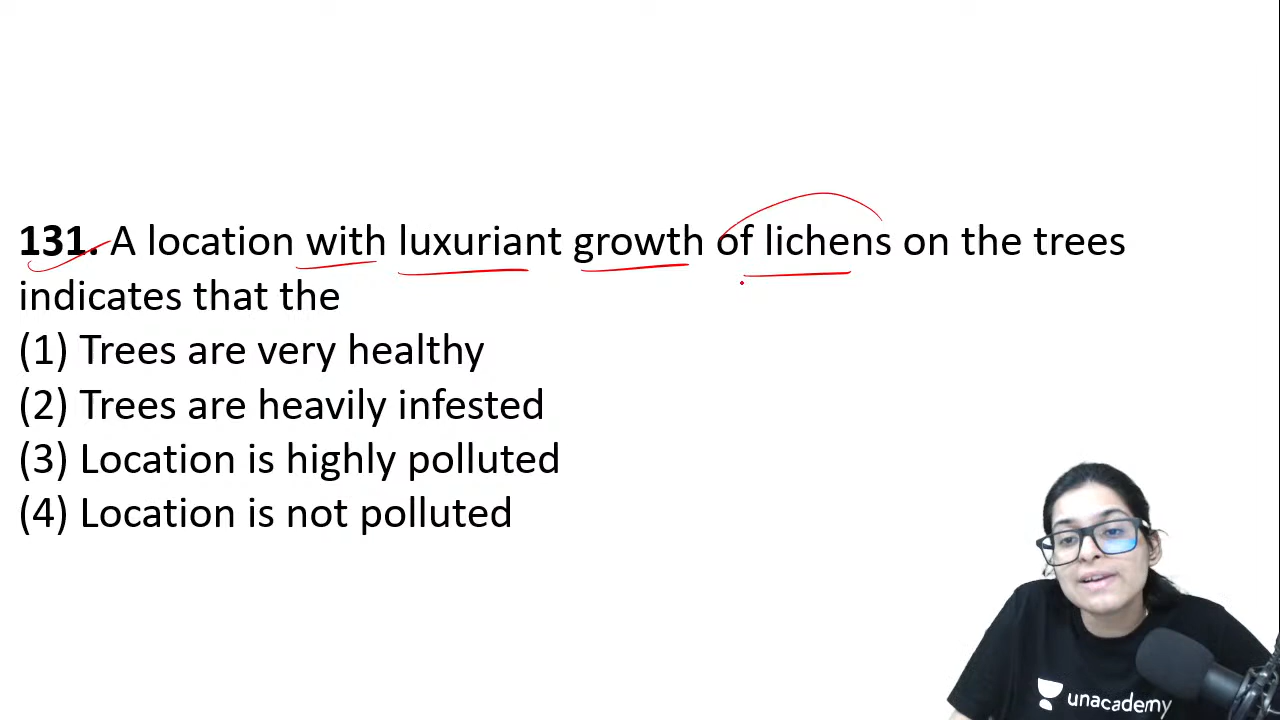 131. A location with luxuriant growth of lichens on the trees
indicates that the
(1) Trees are very healthy
(2) Trees are heavily infested
(3) Location is highly polluted
(4) Location is not polluted
unacademy